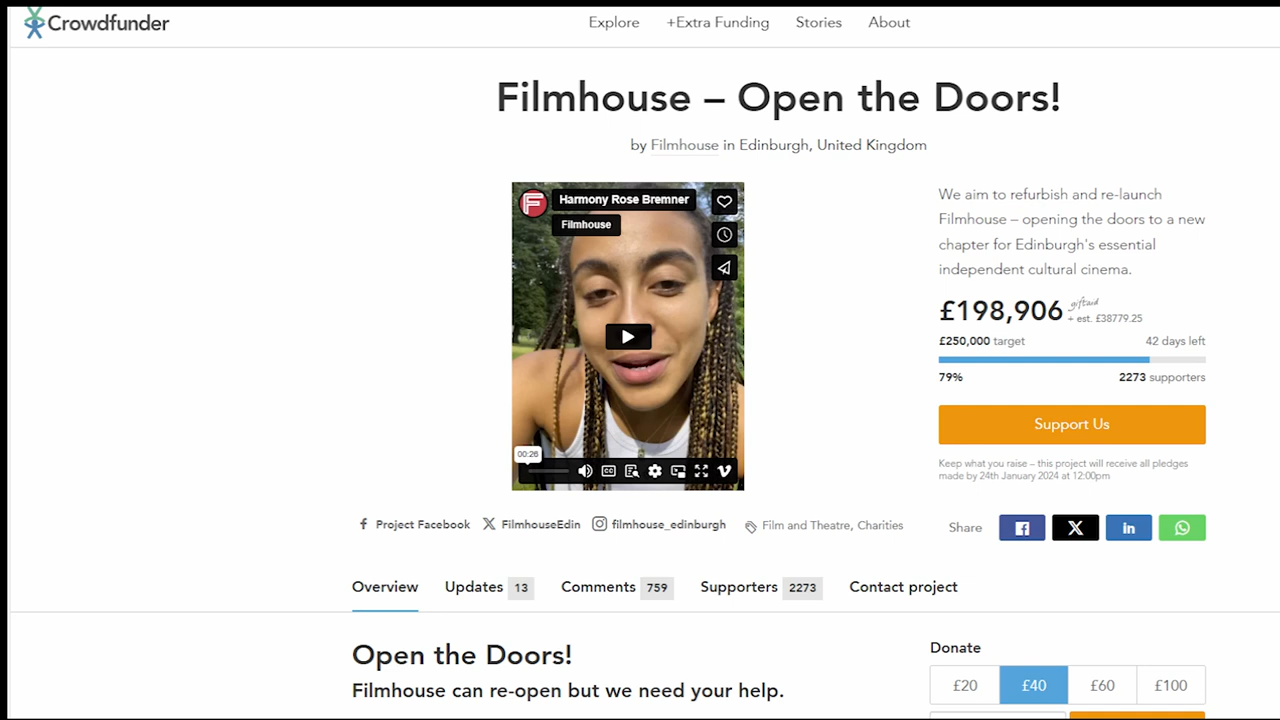 Crowdfunder
Explore
+Extra Funding
Stories
About
Filmhouse – Open the Doors!
by Filmhouse in Edinburgh, United Kingdom
Harmony Rose Bremner
Filmhouse
00:26
We aim to refurbish and re-launch
Filmhouse – opening the doors to a new
chapter for Edinburgh's essential
independent cultural cinema.
£198,906
giftaid
+ est. £38779.25
£250,000 target
42 days left
79%
2273 supporters
Support Us
Keep what you raise – this project will receive all pledges
made by 24th January 2024 at 12:00pm
Project Facebook
FilmhouseEdin
filmhouse_edinburgh
Film and Theatre, Charities
Share
Overview
Updates 13
Comments 759
Supporters 2273
Contact project
Open the Doors!
Filmhouse can re-open but we need your help.
Donate
£20
£40
£60
£100